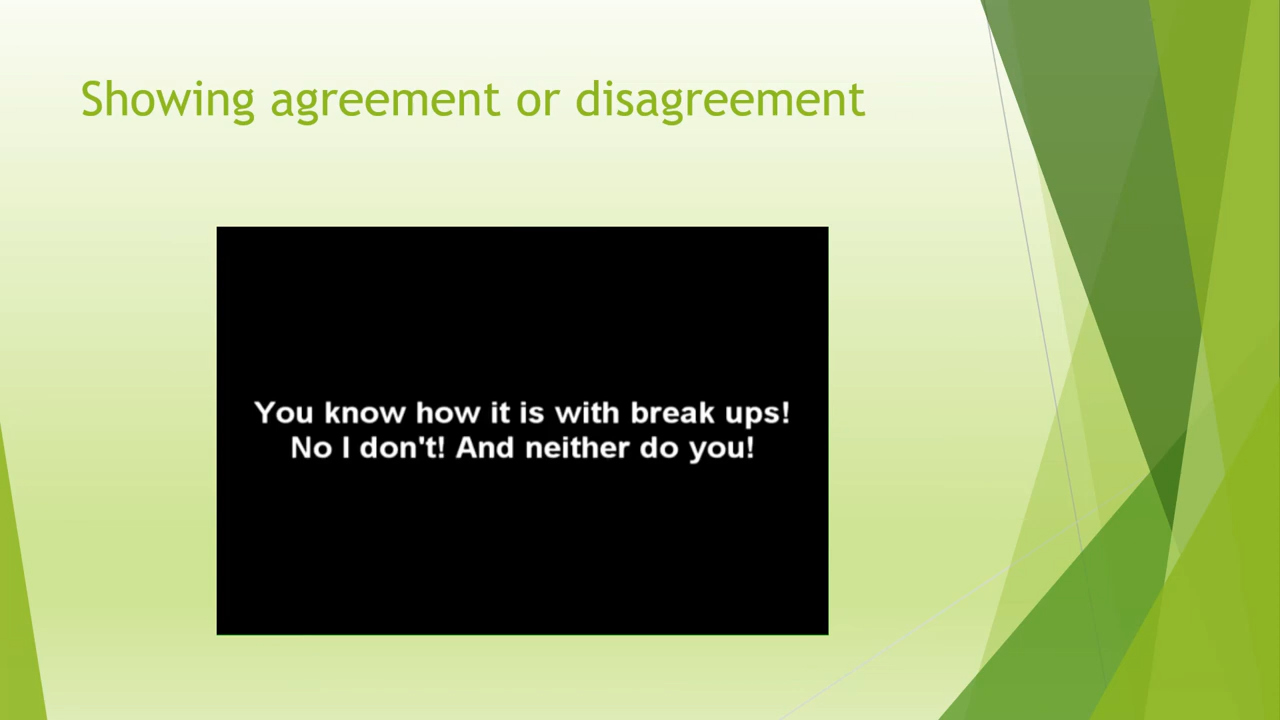 Showing agreement or disagreement
You know how it is with break ups!
No I don't! And neither do you!